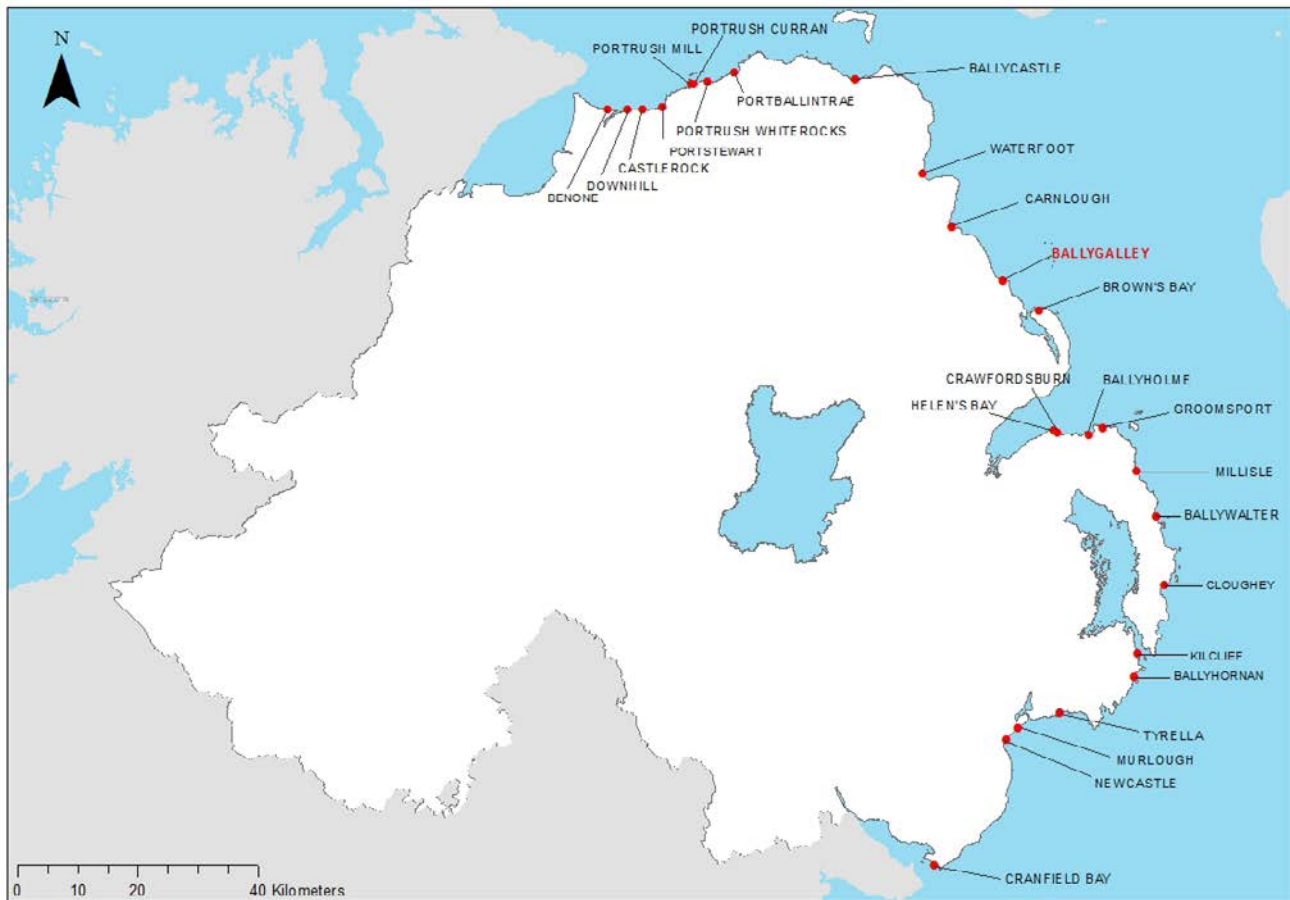 N
PORTRUSH CURRAN
PORTRUSH MILL
BALLYCASTLE
PORTBALLINTRAE
PORTRUSH WHITEROCKS
PORTSTEWART
CASTLEROCK
DOWNHILL
BENONE
WATERFOOT
CARNLOUGH
BALLYGALLEY
BROWN'S BAY
CRAWFORDSBURN
BALLYHOLME
HELEN'S BAY
GROOMSPORT
MILLISLE
BALLYWALTER
CLOUGHEY
KILCLIEF
BALLYHORNAN
TYRELLA
MURLOUGH
NEWCASTLE
CRANFIELD BAY
0 10 20 40 Kilometers